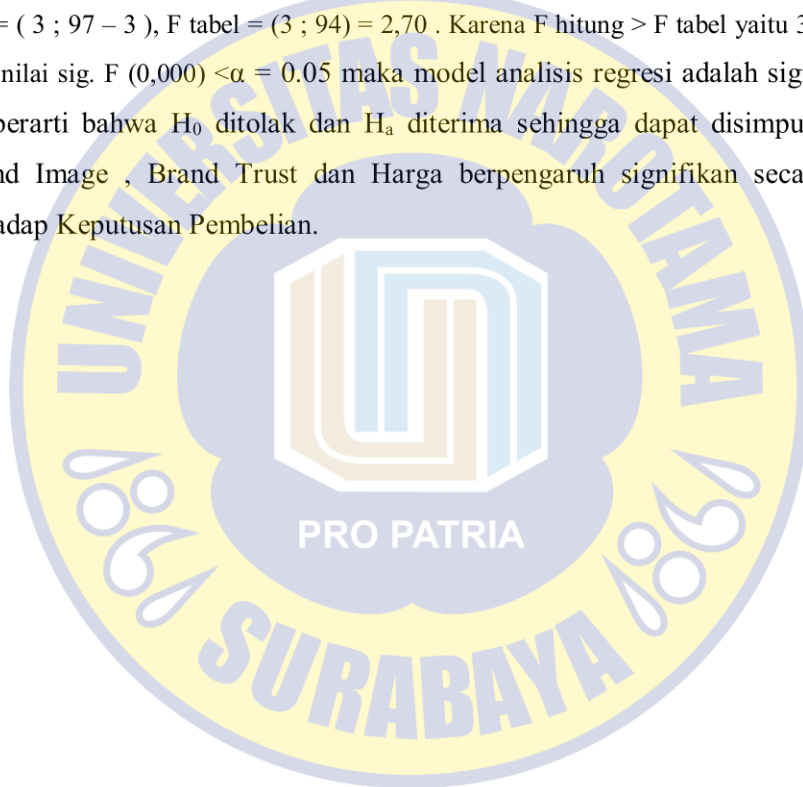 = ( 3 ; 97 – 3 ), F tabel = (3 ; 94) = 2,70 . Karena F hitung > F tabel yaitu 3
nilai sig. F (0,000) <α = 0.05 maka model analisis regresi adalah sig
berarti bahwa H₀ ditolak dan Hₐ diterima sehingga dapat disimpu
nd Image , Brand Trust dan Harga berpengaruh signifikan seca
adap Keputusan Pembelian.
UNIVERSITAS NAROTAMA
PRO PATRIA
SURABAYA